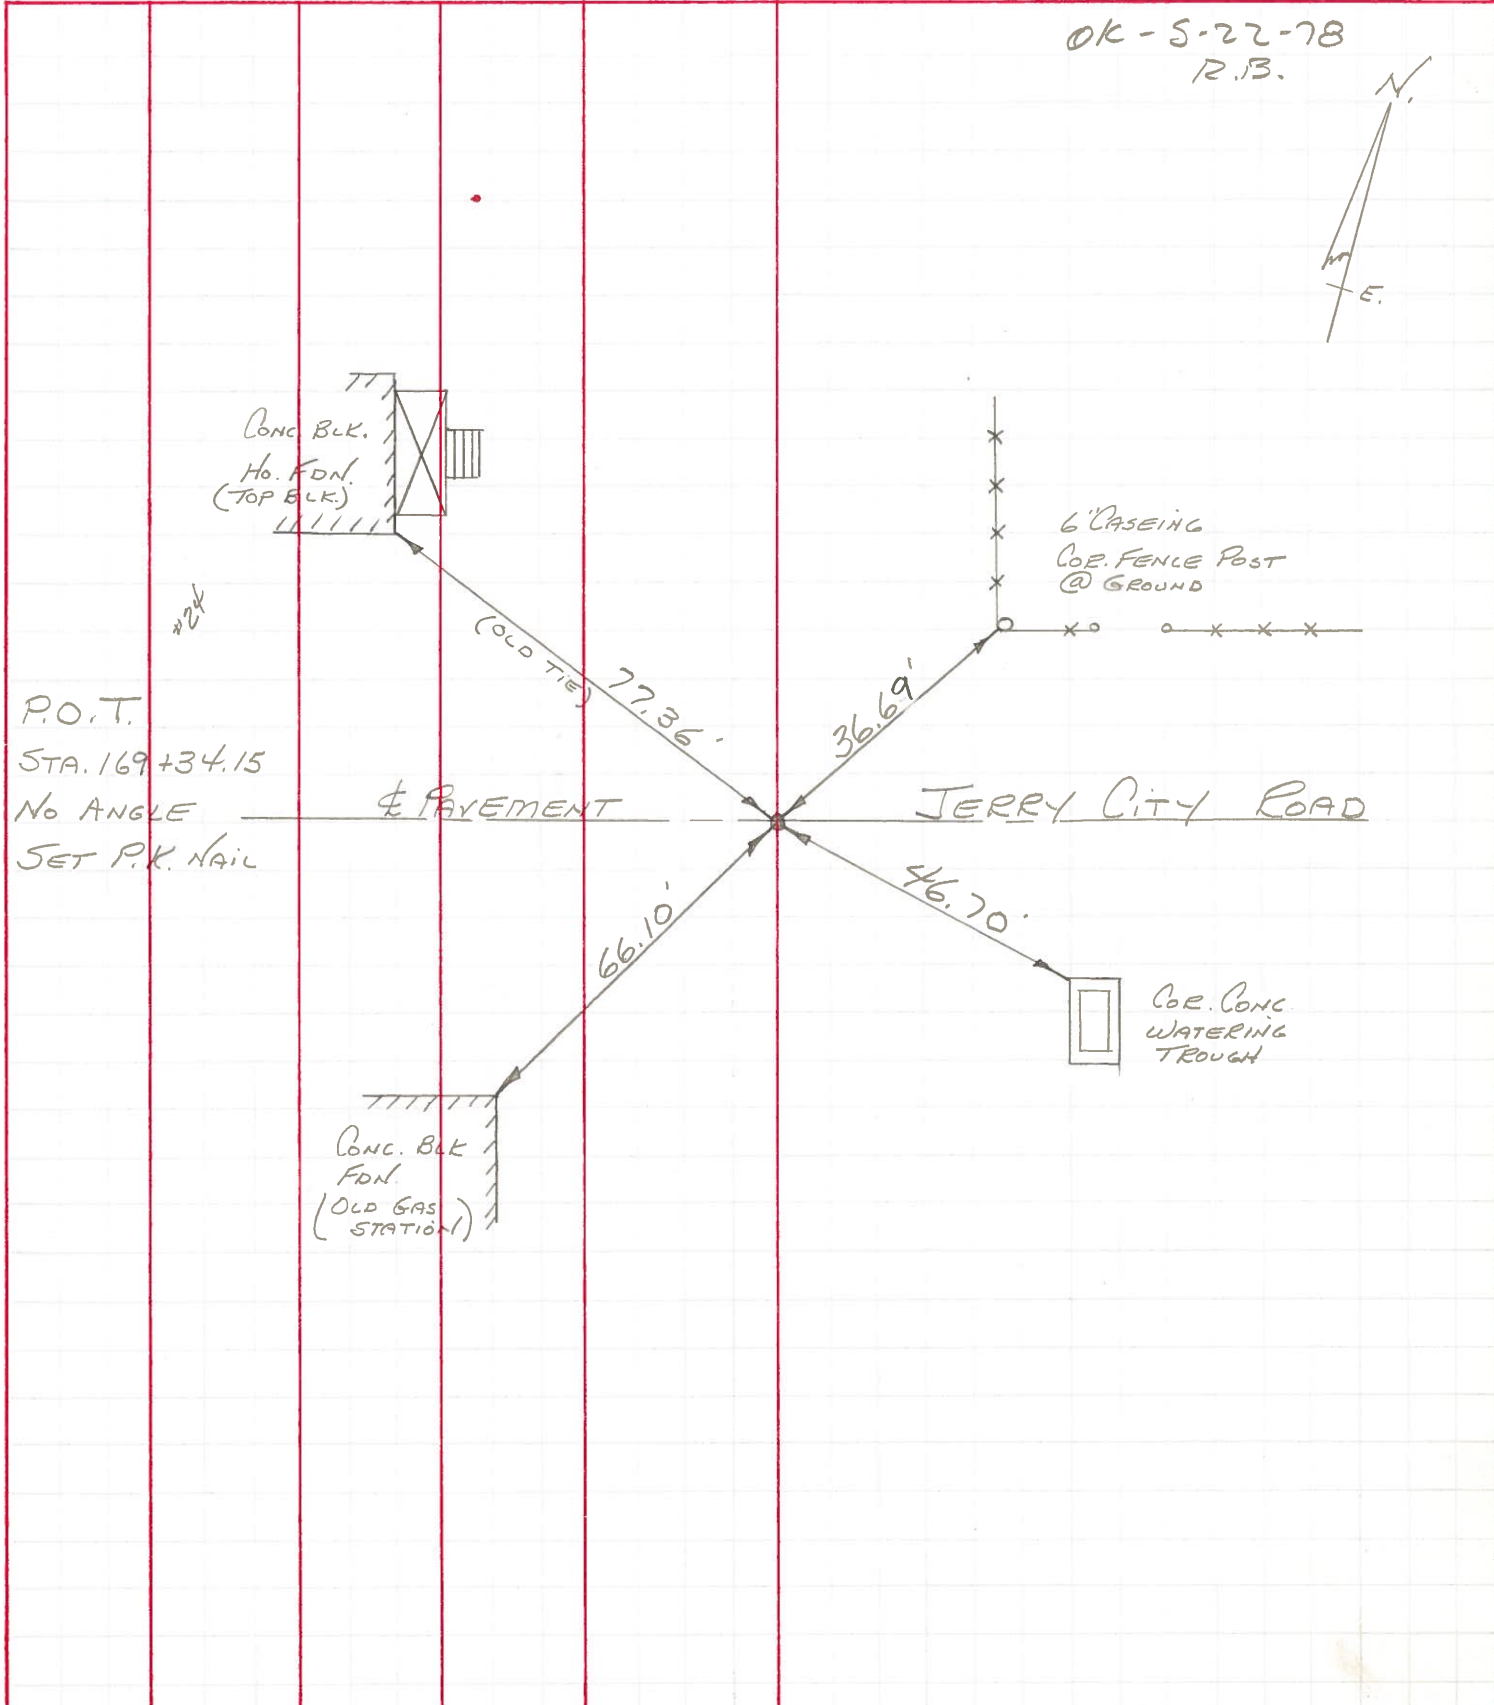 OK - 5-22-78
R.B.
N.
E.
CONC BLK.
HO. FDN.
(TOP BLK.)
6" CASEING
COR. FENCE POST
@ GROUND
(OLD TIE)
77.36'
36.69'
P.O.T.
STA. 169+34.15
NO ANGLE
SET P.K. NAIL
℄ PAVEMENT
JERRY CITY ROAD
66.10'
46.70'
COR. CONC
WATERING
TROUGH
CONC. BLK
FDN.
(OLD GAS
STATION)